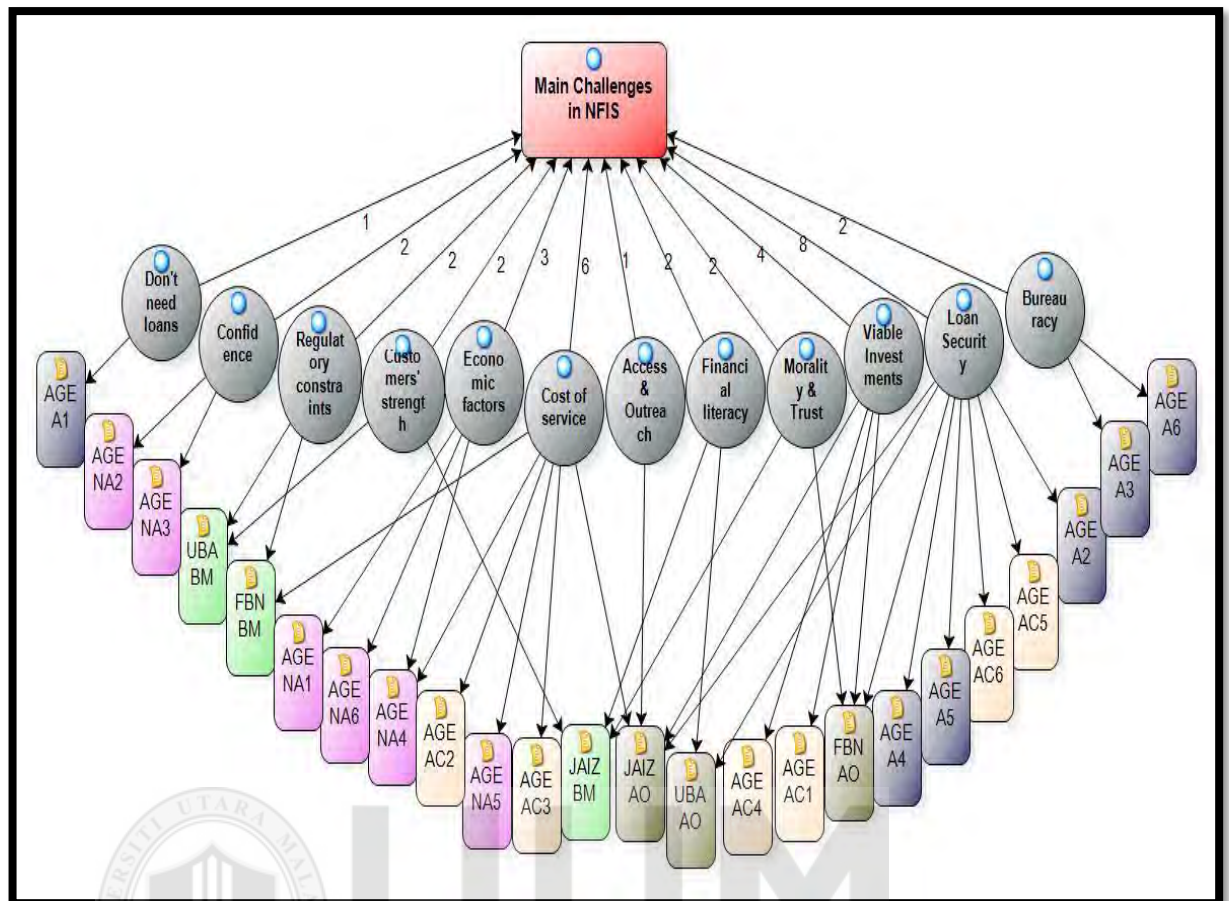 Main Challenges
in NFIS
1
2
2
2
3
6
1
2
2
4
8
2
Don't
need
loans
Confid
ence
Regulat
ory
constra
ints
Custo
mers'
strengt
h
Econo
mic
factors
Cost of
service
Access
& Outrea
ch
Financi
al
literacy
Moralit
y &
Trust
Viable
Invest
ments
Loan
Securit
y
Bureau
racy
AGE
A1
AGE
NA2
AGE
NA3
UBA
BM
FBN
BM
AGE
NA1
AGE
NA6
AGE
NA4
AGE
AC2
AGE
NA5
AGE
AC3
JAIZ
BM
JAIZ
AO
UBA
AO
AGE
AC4
AGE
AC1
FBN
AO
AGE
A4
AGE
A5
AGE
AC6
AGE
AC5
AGE
A2
AGE
A3
AGE
A6
UTARA
UUM